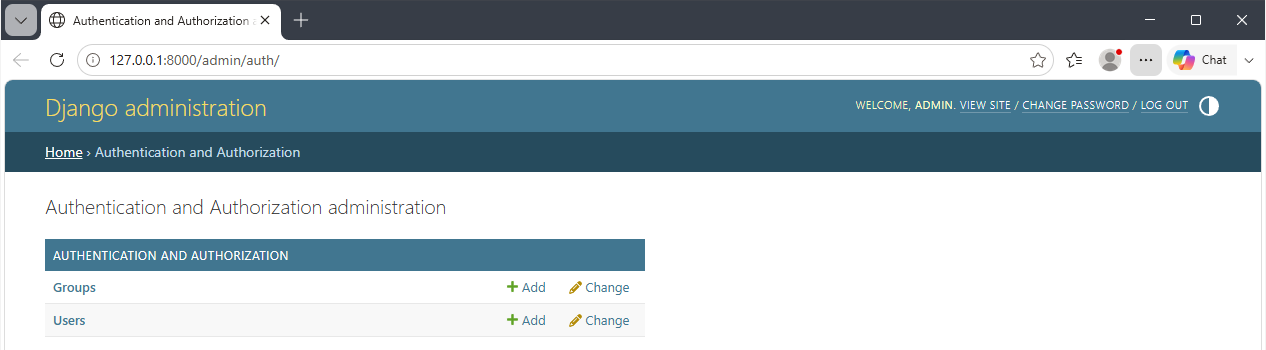 Authentication and Authorization
127.0.0.1:8000/admin/auth/
Chat
Django administration
WELCOME, ADMIN. VIEW SITE / CHANGE PASSWORD / LOG OUT
Home › Authentication and Authorization
Authentication and Authorization administration
AUTHENTICATION AND AUTHORIZATION
Groups Add Change
Users Add Change